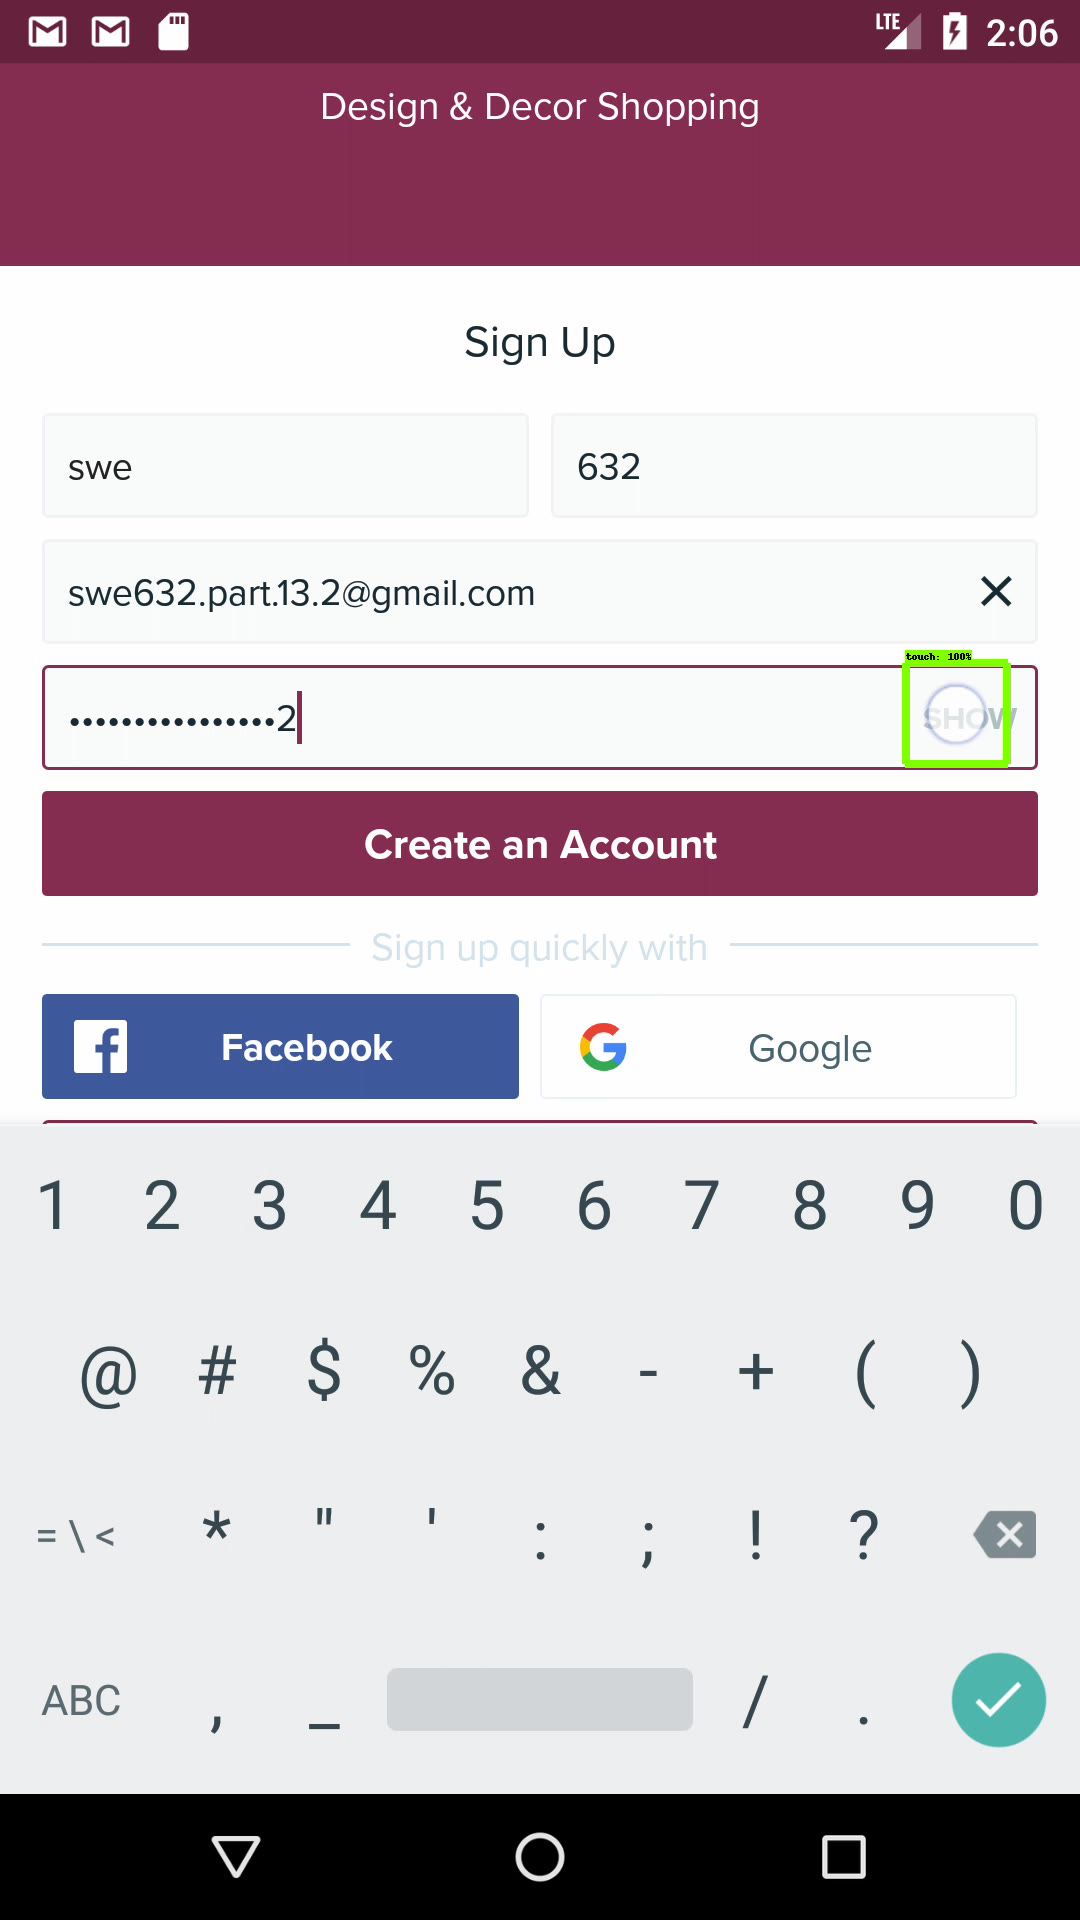 LTE 2:06
Design & Decor Shopping
Sign Up
swe 632
swe632.part.13.2@gmail.com
touch: 100%
••••••••••••••••2 SHOW
Create an Account
Sign up quickly with
Facebook Google
1 2 3 4 5 6 7 8 9 0
@ # $ % & - + ( )
= \ < * " ' : ; ! ?
ABC , _ / .